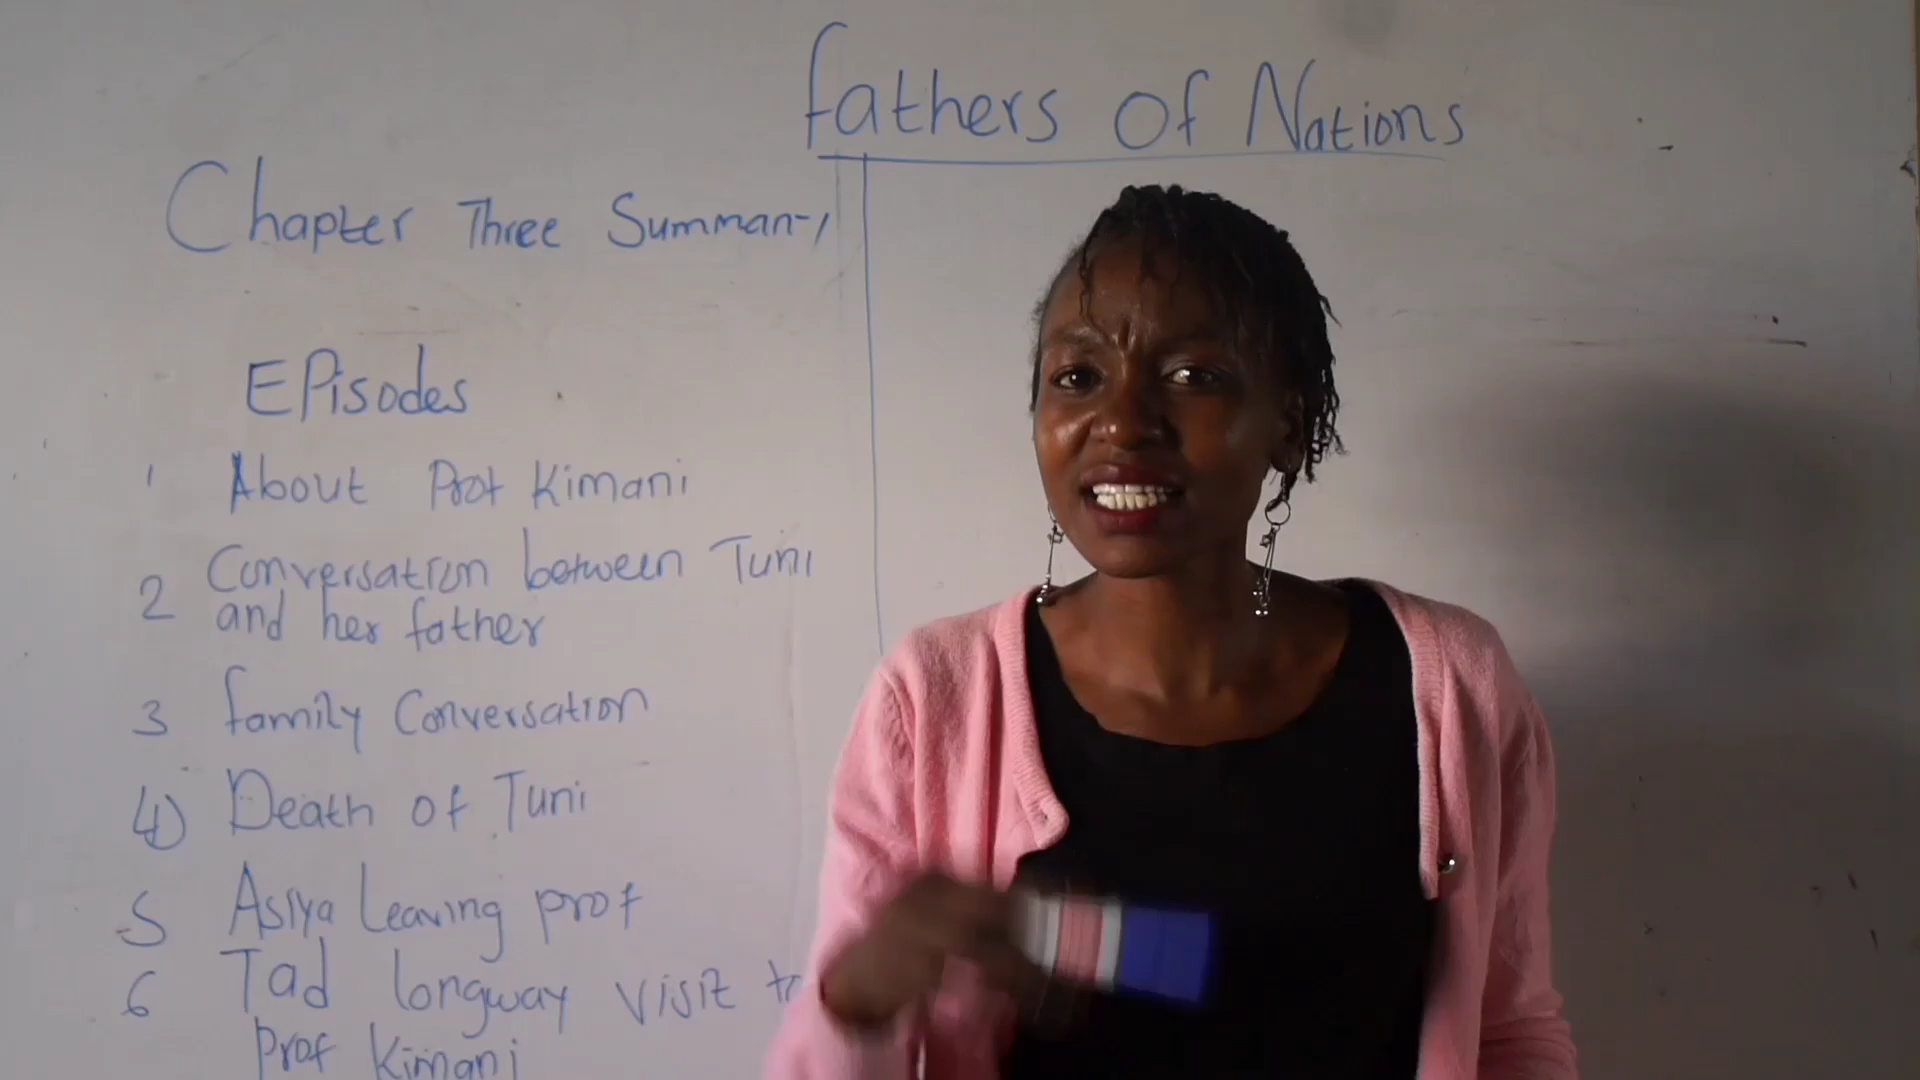 Fathers Of Nations
Chapter Three Summary
EPisodes
1 About Prof Kimani
2 Conversation between Tuni
and her father
3 Family Conversation
4) Death of Tuni
5 Asiya Leaving prof
6 Tad longway visit to
Prof Kimani